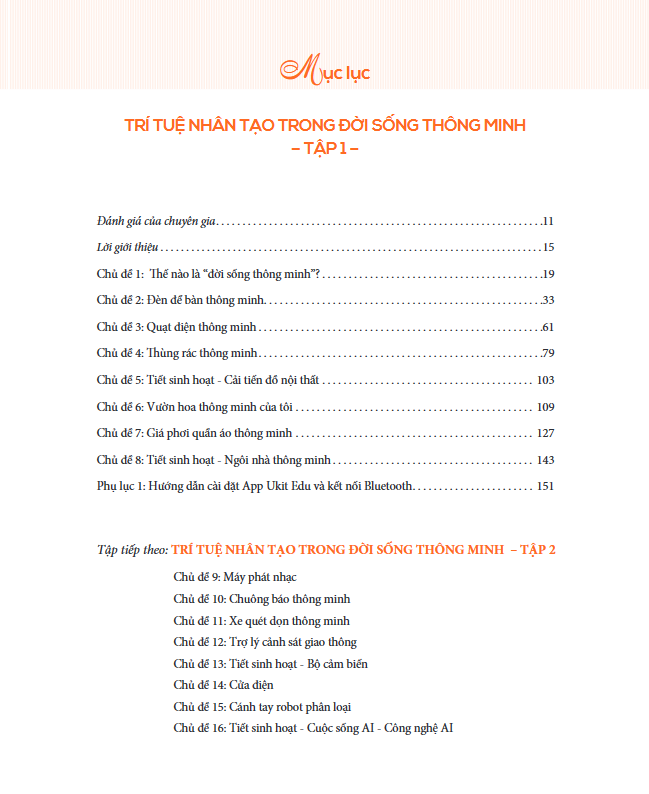 Mục lục
TRÍ TUỆ NHÂN TẠO TRONG ĐỜI SỐNG THÔNG MINH
– TẬP 1 –
Đánh giá của chuyên gia. . . . . . . . . . . . . . . . . . . . . . . . . . . . . .11
Lời giới thiệu . . . . . . . . . . . . . . . . . . . . . . . . . . . . . .15
Chủ đề 1: Thế nào là “đời sống thông minh”? . . . . . . . . . . . . . . . . . . . .19
Chủ đề 2: Đèn để bàn thông minh. . . . . . . . . . . . . . . . . . . . . . . . .33
Chủ đề 3: Quạt điện thông minh . . . . . . . . . . . . . . . . . . . . . . . . .61
Chủ đề 4: Thùng rác thông minh. . . . . . . . . . . . . . . . . . . . . . . . .79
Chủ đề 5: Tiết sinh hoạt - Cải tiến đồ nội thất . . . . . . . . . . . . . . . . . . . . 103
Chủ đề 6: Vườn hoa thông minh của tôi . . . . . . . . . . . . . . . . . . . . 109
Chủ đề 7: Giá phơi quần áo thông minh . . . . . . . . . . . . . . . . . . . . 127
Chủ đề 8: Tiết sinh hoạt - Ngôi nhà thông minh . . . . . . . . . . . . . . . . . . . . 143
Phụ lục 1: Hướng dẫn cài đặt App Ukit Edu và kết nối Bluetooth. . . . . . . . . . . . 151
Tập tiếp theo: TRÍ TUỆ NHÂN TẠO TRONG ĐỜI SỐNG THÔNG MINH – TẬP 2
Chủ đề 9: Máy phát nhạc
Chủ đề 10: Chuông báo thông minh
Chủ đề 11: Xe quét dọn thông minh
Chủ đề 12: Trợ lý cảnh sát giao thông
Chủ đề 13: Tiết sinh hoạt - Bộ cảm biến
Chủ đề 14: Cửa điện
Chủ đề 15: Cánh tay robot phân loại
Chủ đề 16: Tiết sinh hoạt - Cuộc sống AI - Công nghệ AI